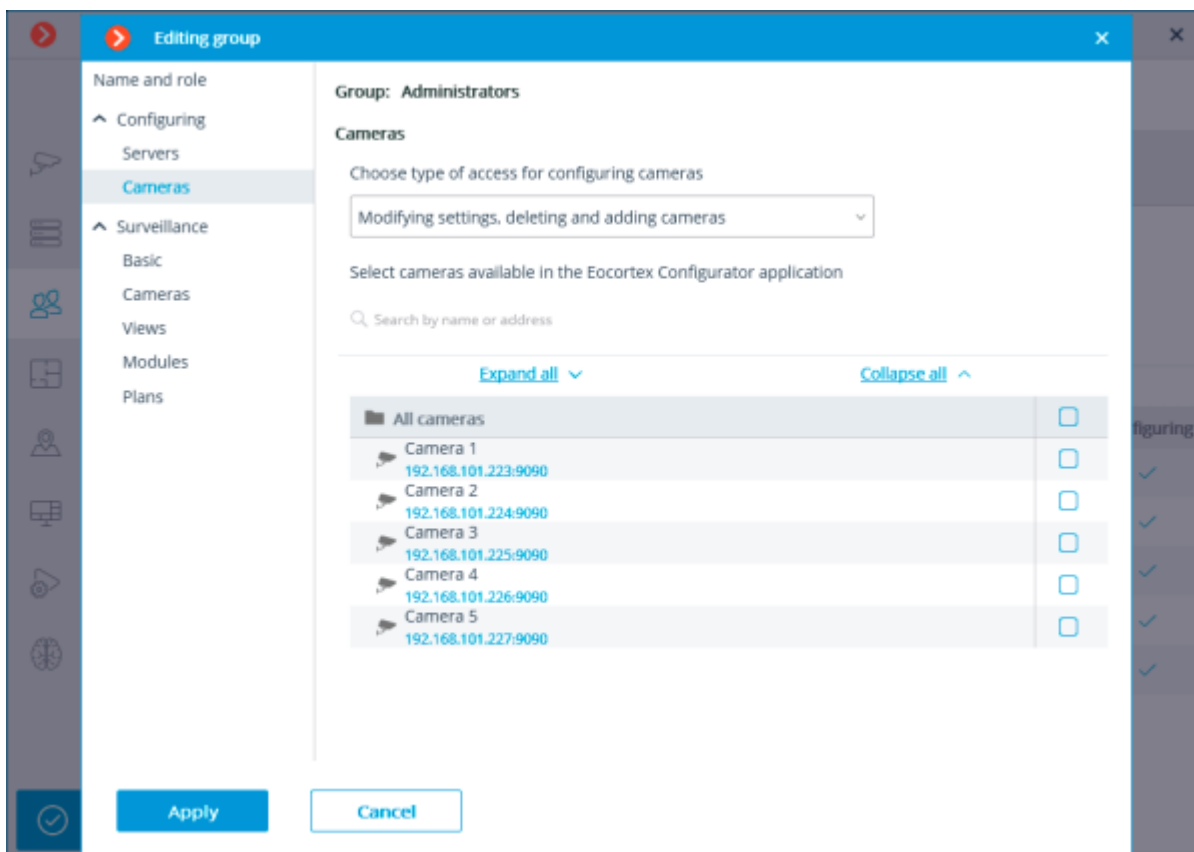 Editing group
Name and role
Configuring
Servers
Cameras
Surveillance
Basic
Cameras
Views
Modules
Plans
Group: Administrators
Cameras
Choose type of access for configuring cameras
Modifying settings, deleting and adding cameras
Select cameras available in the Eocortex Configurator application
Search by name or address
Expand all Collapse all
All cameras
Camera 1
192.168.101.223:9090
Camera 2
192.168.101.224:9090
Camera 3
192.168.101.225:9090
Camera 4
192.168.101.226:9090
Camera 5
192.168.101.227:9090
figuring
Apply Cancel